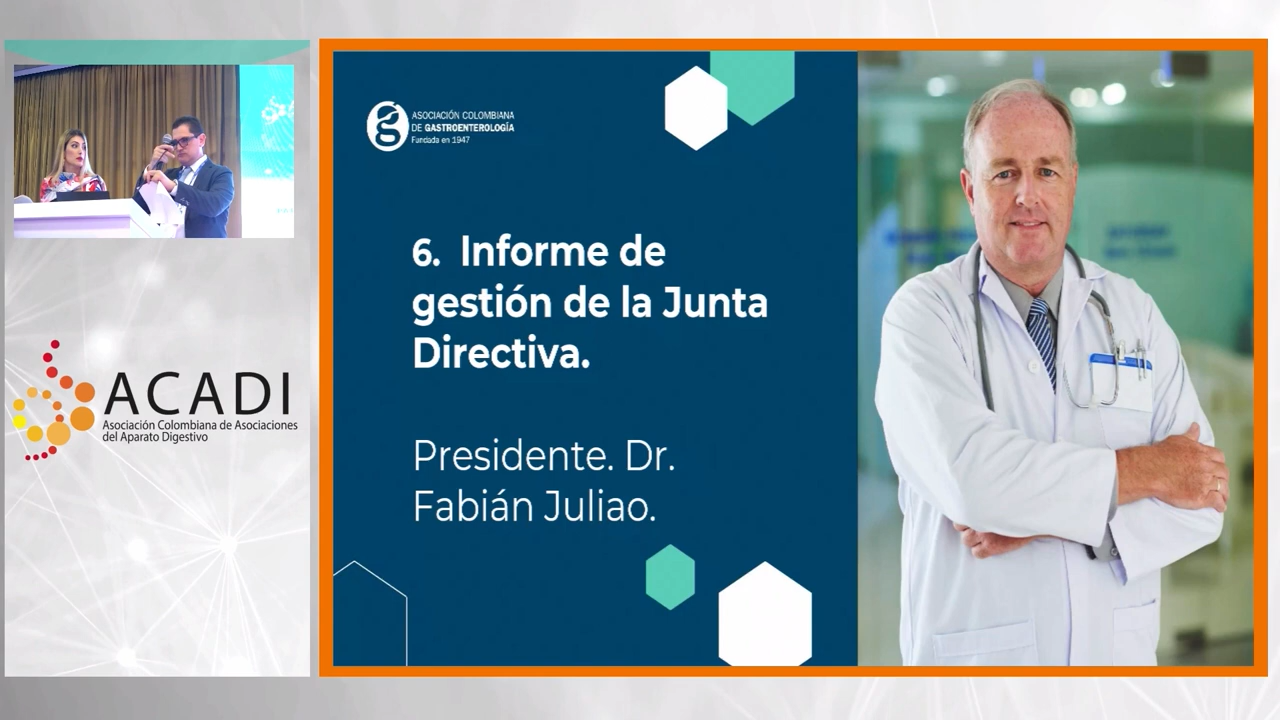 ASOCIACIÓN COLOMBIANA
DE GASTROENTEROLOGÍA
Fundada en 1947
6. Informe de
gestión de la Junta
Directiva.
Presidente. Dr.
Fabián Juliao.
ACADI
Asociación Colombiana de Asociaciones
del Aparato Digestivo